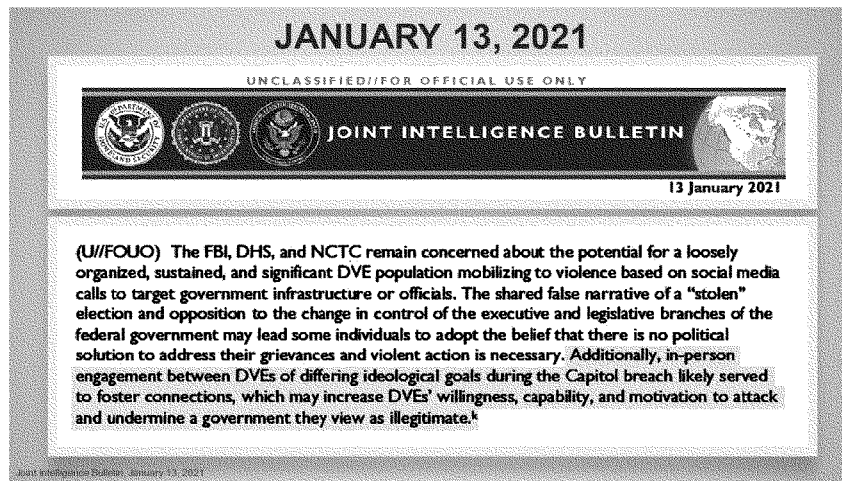 JANUARY 13, 2021
UNCLASSIFIED//FOR OFFICIAL USE ONLY
JOINT INTELLIGENCE BULLETIN
13 January 2021
(U//FOUO) The FBI, DHS, and NCTC remain concerned about the potential for a loosely
organized, sustained, and significant DVE population mobilizing to violence based on social media
calls to target government infrastructure or officials. The shared false narrative of a “stolen”
election and opposition to the change in control of the executive and legislative branches of the
federal government may lead some individuals to adopt the belief that there is no political
solution to address their grievances and violent action is necessary. Additionally, in-person
engagement between DVEs of differing ideological goals during the Capitol breach likely served
to foster connections, which may increase DVEs’ willingness, capability, and motivation to attack
and undermine a government they view as illegitimate.ᵏ
Joint Intelligence Bulletin, January 13, 2021